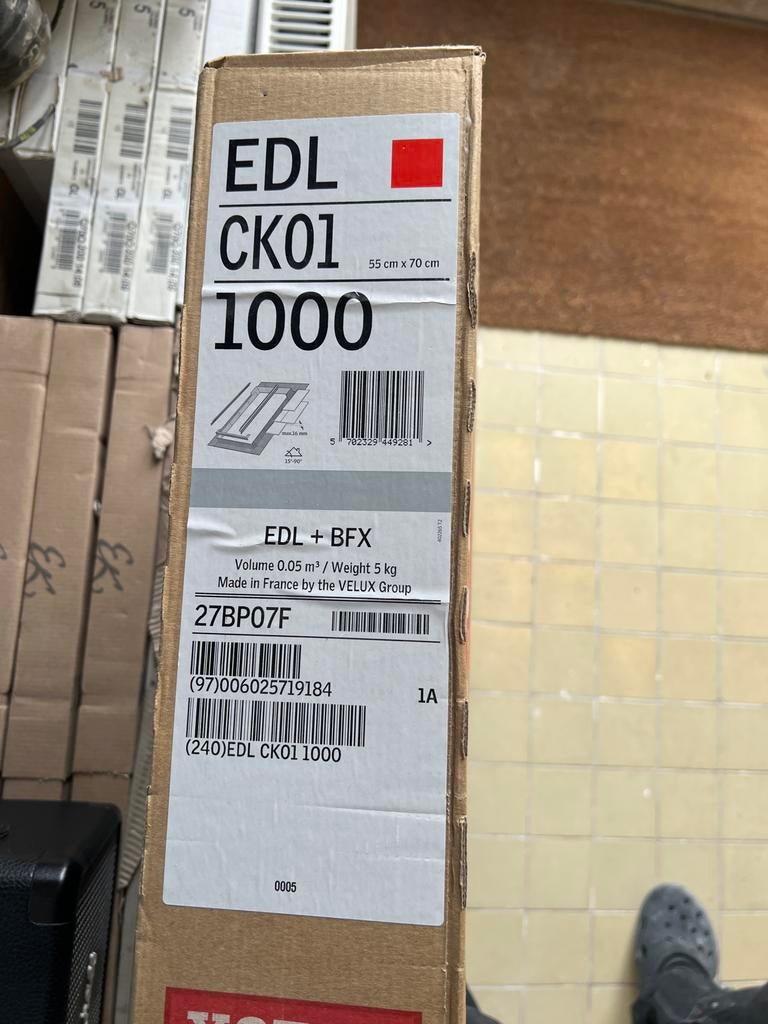 EDL
CK01
55 cm x 70 cm
1000
max.16 mm
15°-90°
5 702329 449281 >
EDL + BFX
Volume 0.05 m³ / Weight 5 kg
Made in France by the VELUX Group
27BP07F
(97)006025719184
1A
(240)EDL CK01 1000
0005